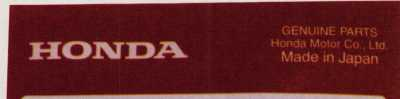 HONDA
GENUINE PARTS
Honda Motor Co., Ltd.
Made in Japan